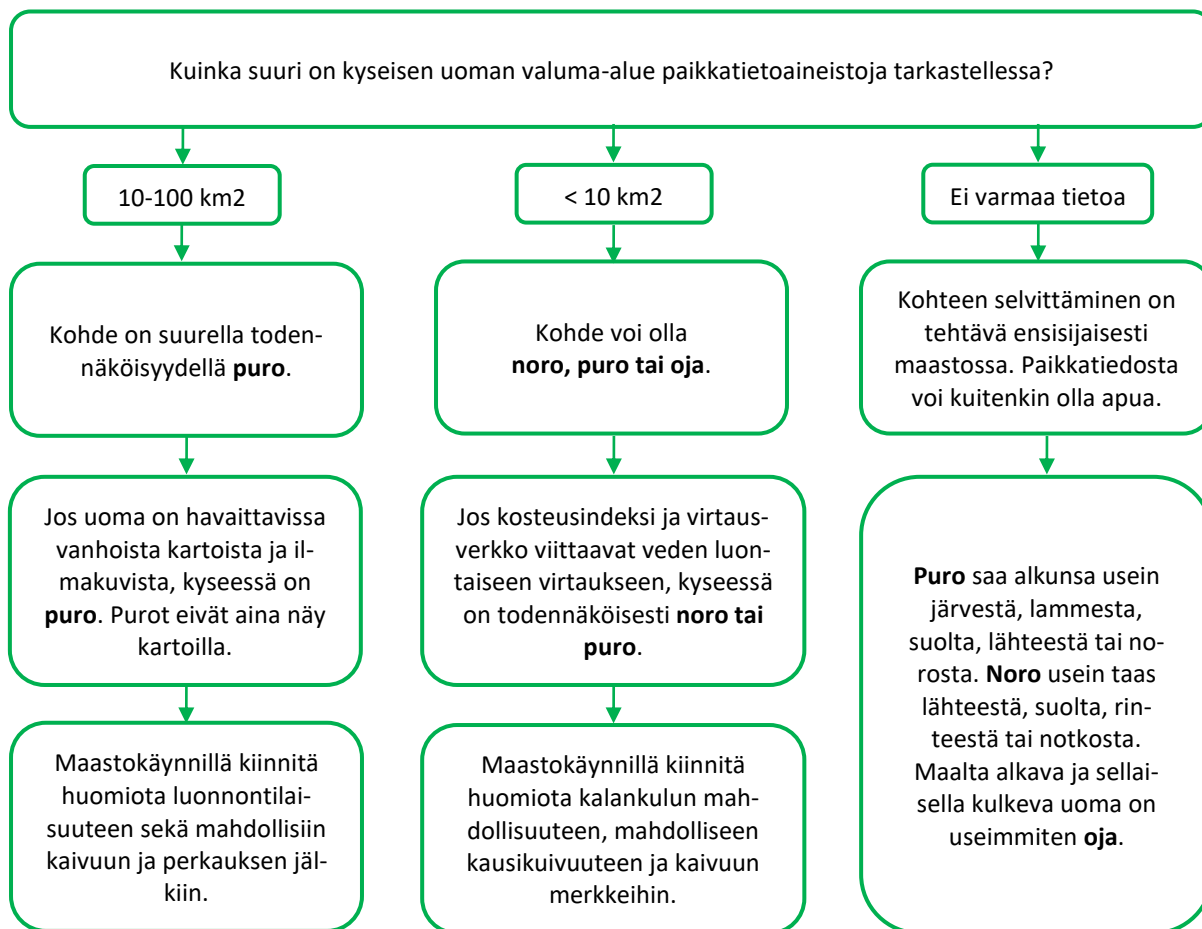 Kuinka suuri on kyseisen uoman valuma-alue paikkatietoaineistoja tarkastellessa?
10-100 km2
< 10 km2
Ei varmaa tietoa
Kohde on suurella toden-
näköisyydellä puro.
Kohde voi olla
noro, puro tai oja.
Kohteen selvittäminen on
tehtävä ensisijaisesti
maastossa. Paikkatiedosta
voi kuitenkin olla apua.
Jos uoma on havaittavissa
vanhoista kartoista ja il-
makuvista, kyseessä on
puro. Purot eivät aina näy
kartoilla.
Jos kosteusindeksi ja virtaus-
verkko viittaavat veden luon-
taiseen virtaukseen, kyseessä
on todennäköisesti noro tai
puro.
Puro saa alkunsa usein
järvestä, lammesta,
suolta, lähteestä tai no-
rosta. Noro usein taas
lähteestä, suolta, rin-
teestä tai notkosta.
Maalta alkava ja sellai-
sella kulkeva uoma on
useimmiten oja.
Maastokäynnillä kiinnitä
huomiota luonnontilai-
suuteen sekä mahdollisiin
kaivuun ja perkauksen jäl-
kiin.
Maastokäynnillä kiinnitä
huomiota kalankulun mah-
dollisuuteen, mahdolliseen
kausikuivuuteen ja kaivuun
merkkeihin.